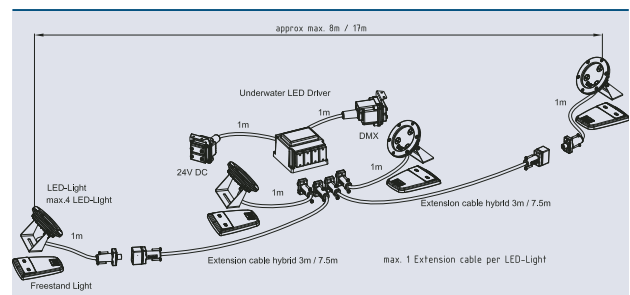 approx max. 8m / 17m
Underwater LED Driver
1m
1m
1m
DMX
24V DC
1m
LED-Light
max.4 LED-Light
1m
1m
Extension cable hybrid 3m / 7.5m
Extension cable hybrid 3m / 7.5m
max. 1 Extension cable per LED-Light
Freestand Light